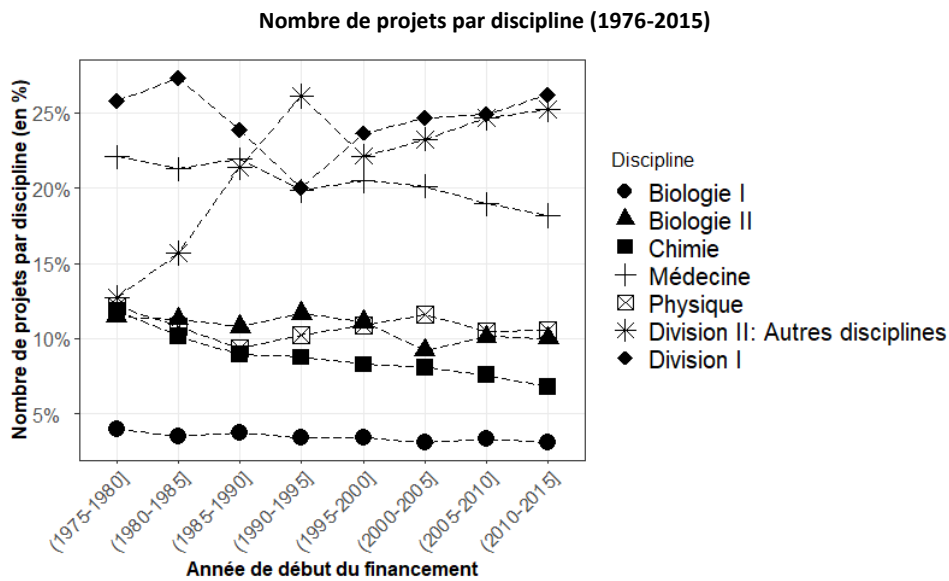 Nombre de projets par discipline (1976-2015)
Nombre de projets par discipline (en %)
25%
20%
15%
10%
5%
(1975-1980]
(1980-1985]
(1985-1990]
(1990-1995]
(1995-2000]
(2000-2005]
(2005-2010]
(2010-2015]
Année de début du financement
Discipline
Biologie I
Biologie II
Chimie
Médecine
Physique
Division II: Autres disciplines
Division I